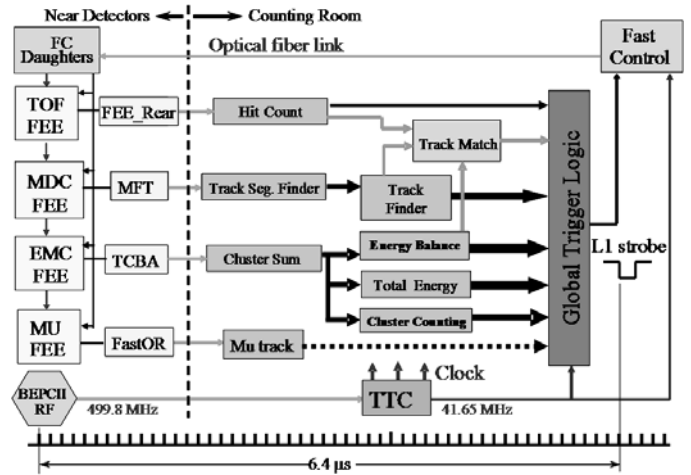 Near Detectors
Counting Room
FC
Daughters
Optical fiber link
Fast
Control
TOF
FEE
FEE_Rear
Hit Count
Track Match
MDC
FEE
MFT
Track Seg. Finder
Track
Finder
Global Trigger Logic
EMC
FEE
TCBA
Cluster Sum
Energy Balance
L1 strobe
Total Energy
Cluster Counting
MU
FEE
FastOR
Mu track
BEPCII
RF
499.8 MHz
Clock
TTC
41.65 MHz
6.4 μs